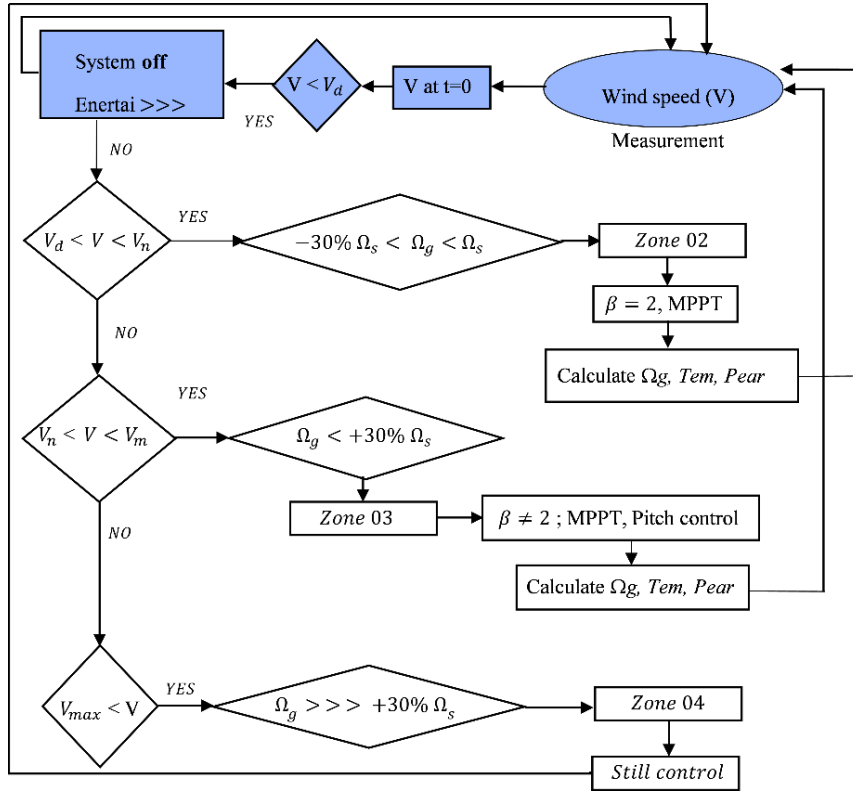 System off
Enertai >>>
V < V_d
V at t=0
Wind speed (V)
Measurement
YES
NO
V_d < V < V_n
YES
−30% Ω_s < Ω_g < Ω_s
Zone 02
β = 2, MPPT
NO
Calculate Ωg, Tem, Pear
YES
V_n < V < V_m
Ω_g < +30% Ω_s
Zone 03
β ≠ 2 ; MPPT, Pitch control
NO
Calculate Ωg, Tem, Pear
YES
V_max < V
Ω_g >>> +30% Ω_s
Zone 04
Still control